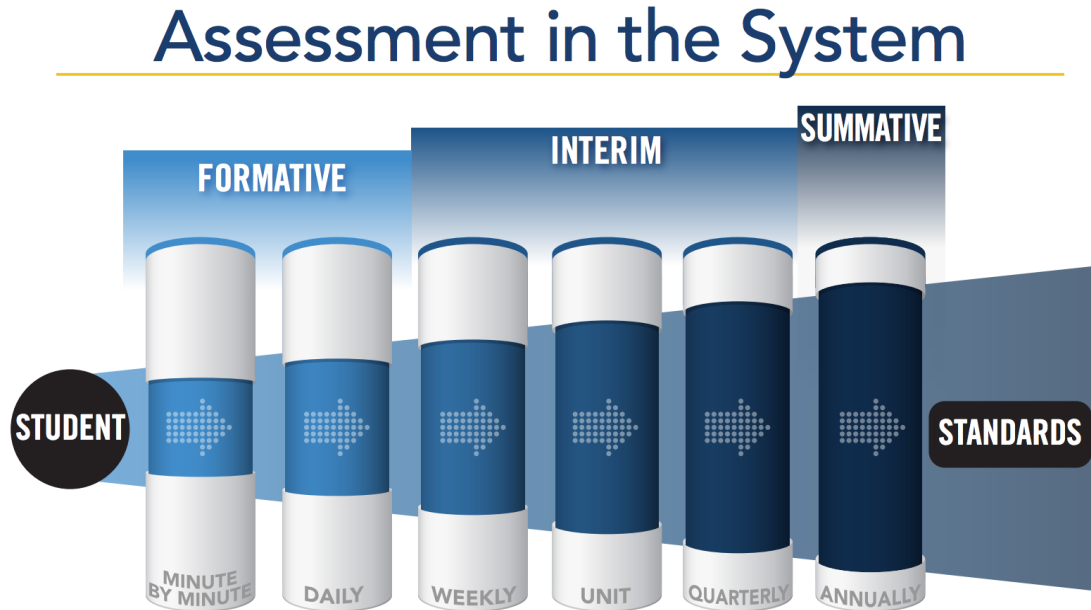 Assessment in the System
FORMATIVE
INTERIM
SUMMATIVE
STUDENT
STANDARDS
MINUTE
BY MINUTE
DAILY
WEEKLY
UNIT
QUARTERLY
ANNUALLY